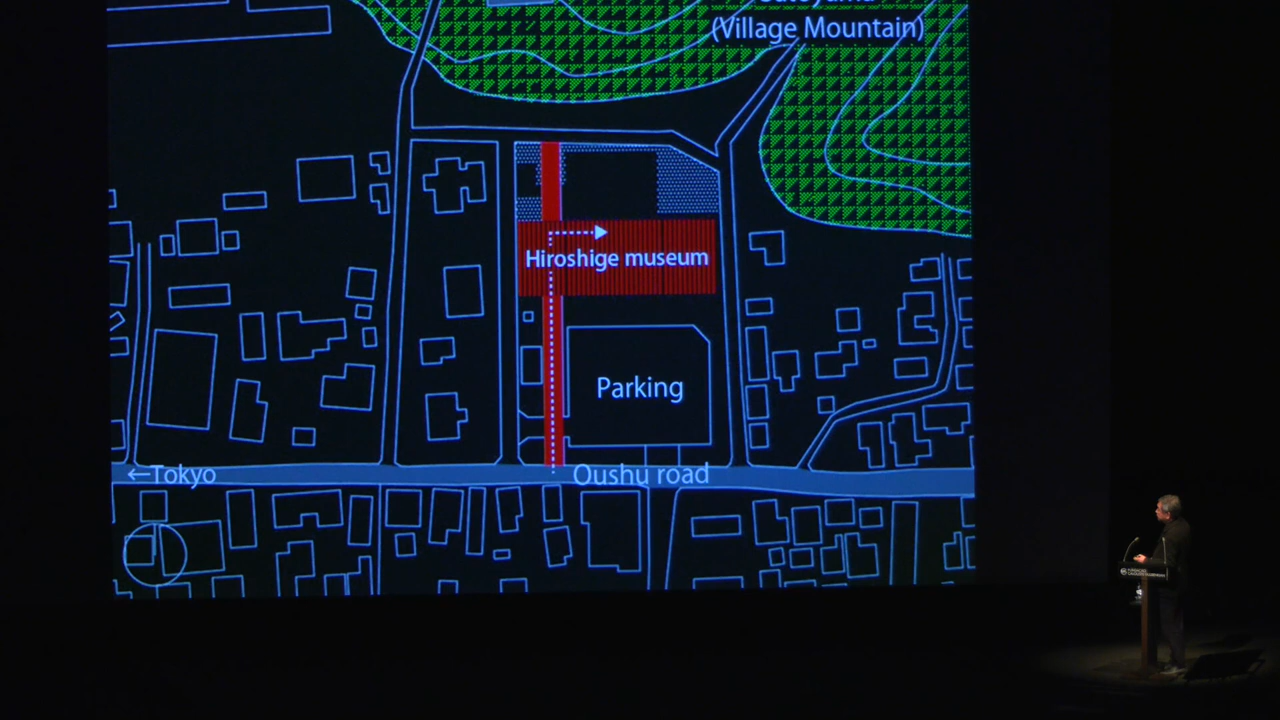 (Village Mountain)
Hiroshige museum
Parking
←Tokyo
Oushu road